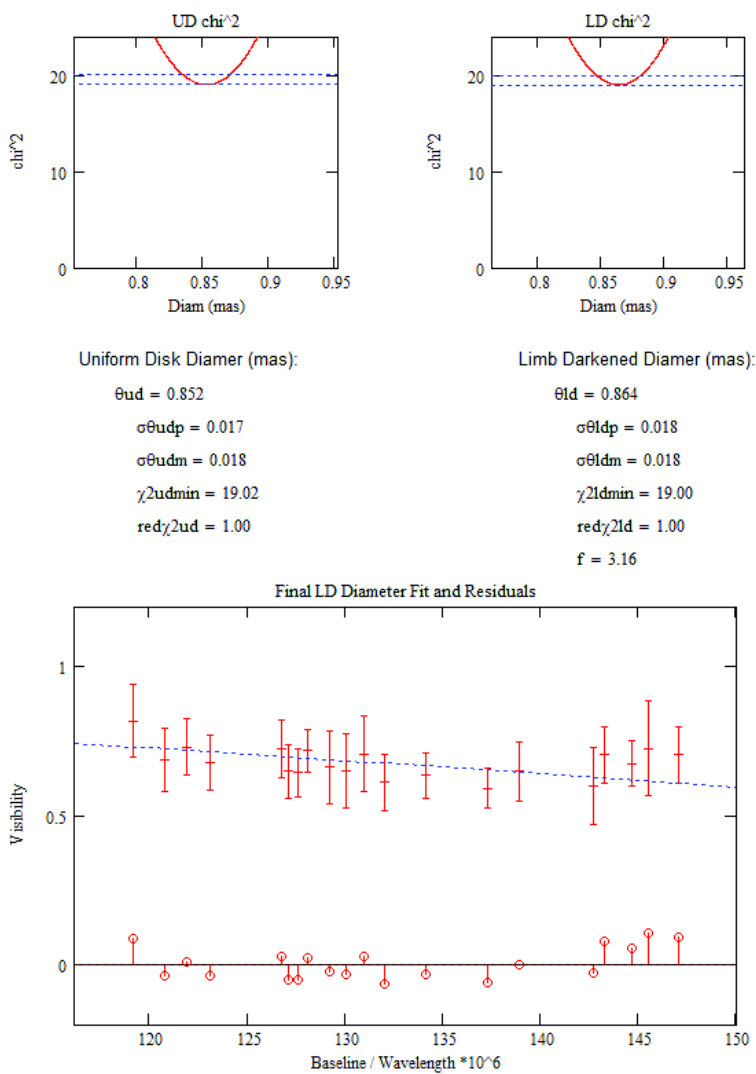 UD chi^2
20
10
0
chi^2
0.8 0.85 0.9 0.95
Diam (mas)
LD chi^2
20
10
0
chi^2
0.8 0.85 0.9 0.95
Diam (mas)
Uniform Disk Diamer (mas):
θud = 0.852
σθudp = 0.017
σθudm = 0.018
χ2udmin = 19.02
redχ2ud = 1.00
Limb Darkened Diamer (mas):
θld = 0.864
σθldp = 0.018
σθldm = 0.018
χ2ldmin = 19.00
redχ2ld = 1.00
f = 3.16
Final LD Diameter Fit and Residuals
1
0.5
0
Visibility
120 125 130 135 140 145 150
Baseline / Wavelength *10^6